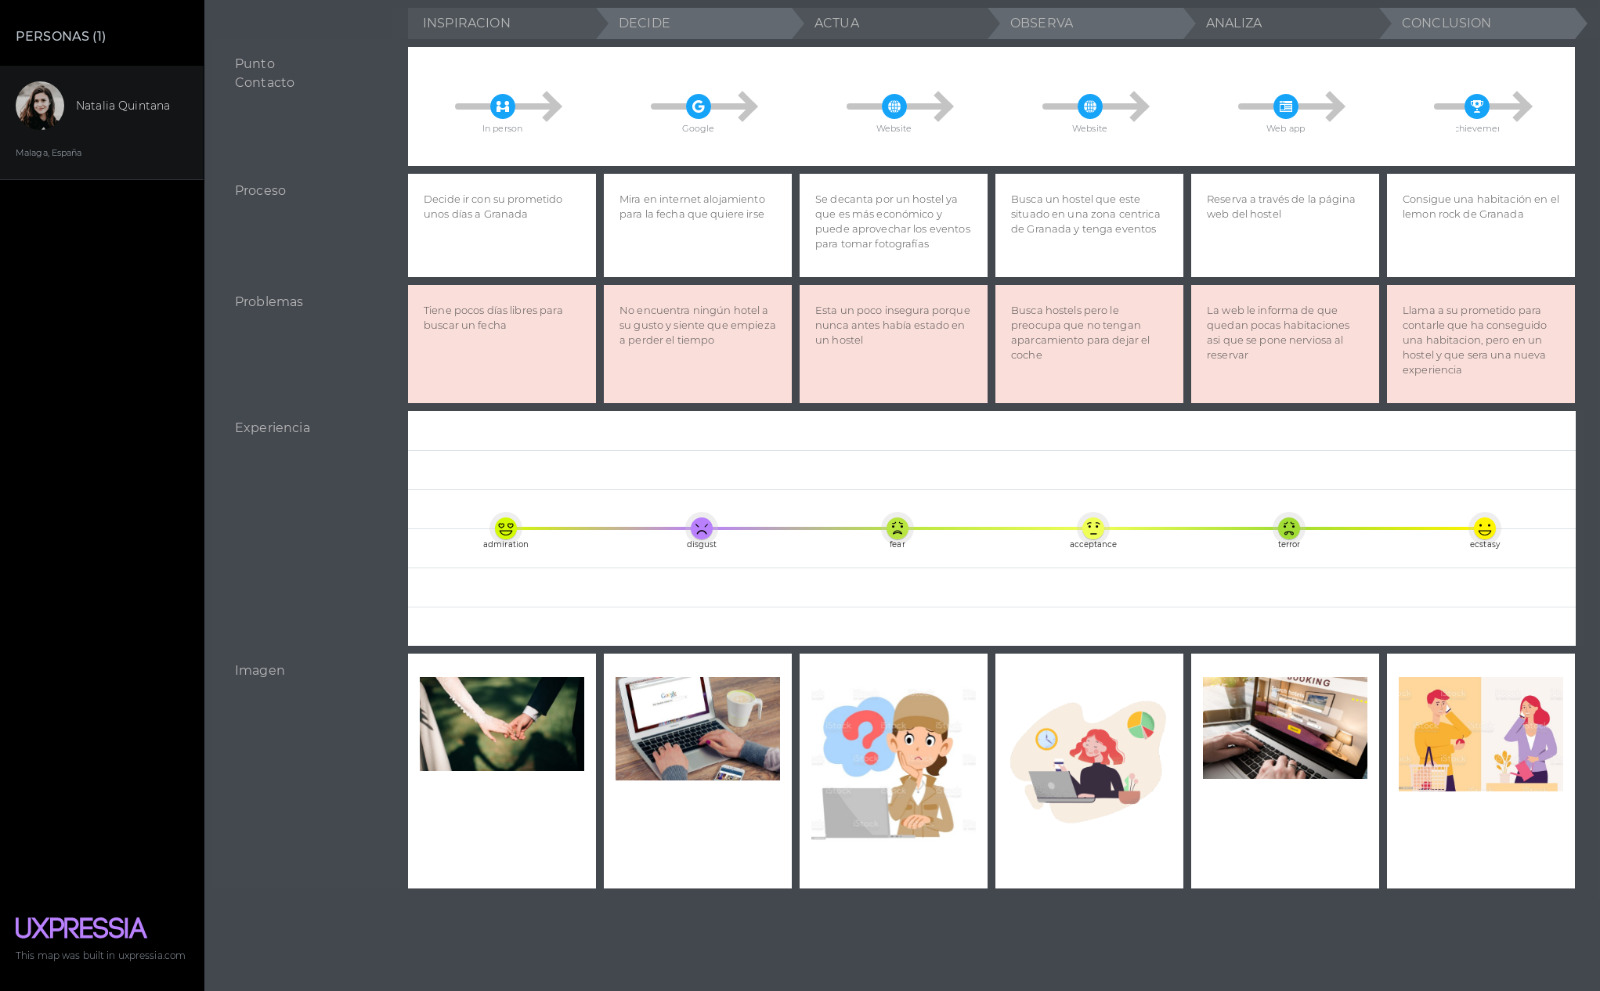 PERSONAS (1)
Natalia Quintana
Malaga, España
UXPRESSIA
This map was built in uxpressia.com
INSPIRACION
DECIDE
ACTUA
OBSERVA
ANALIZA
CONCLUSION
Punto
Contacto
In person
Google
Website
Website
Web app
chievemen
Proceso
Decide ir con su prometido
unos dias a Granada
Mira en internet alojamiento
para la fecha que quiere irse
Se decanta por un hostel ya
que es más económico y
puede aprovechar los eventos
para tomar fotografías
Busca un hostel que este
situado en una zona centrica
de Granada y tenga eventos
Reserva a través de la página
web del hostel
Consigue una habitación en el
lemon rock de Granada
Problemas
Tiene pocos días libres para
buscar un fecha
No encuentra ningún hotel a
su gusto y siente que empieza
a perder el tiempo
Esta un poco insegura porque
nunca antes había estado en
un hostel
Busca hostels pero le
preocupa que no tengan
aparcamiento para dejar el
coche
La web le informa de que
quedan pocas habitaciones
asi que se pone nerviosa al
reservar
Llama a su prometido para
contarle que ha conseguido
una habitacion, pero en un
hostel y que sera una nueva
experiencia
Experiencia
admiration
disgust
fear
acceptance
terror
ecstasy
Imagen
Google
iStock
BOOKING
iStock